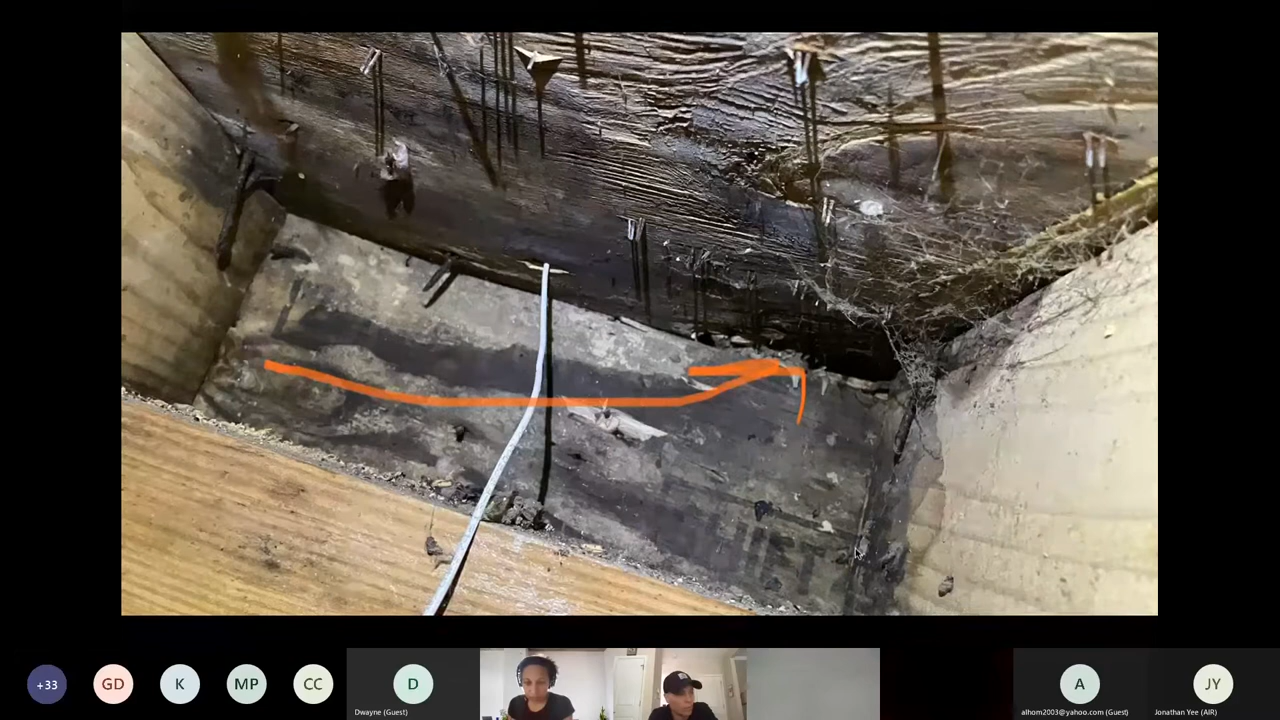 +33
GD
K
MP
CC
D
Dwayne (Guest)
A
alhom2003@yahoo.com (Guest)
JY
Jonathan Yee (AIR)